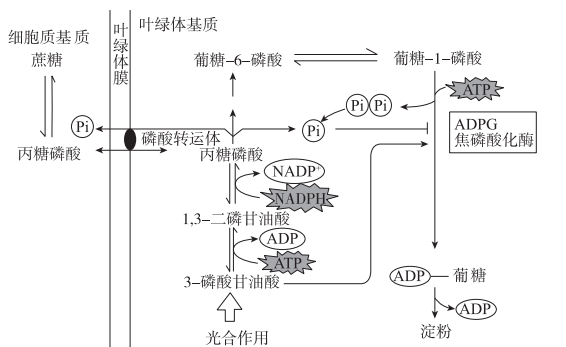 叶绿体基质
细胞质基质
叶绿体膜
蔗糖
葡糖-6-磷酸
葡糖-1-磷酸
ATP
Pi Pi
Pi
Pi
磷酸转运体
ADPG
焦磷酸化酶
丙糖磷酸
丙糖磷酸
NADP+
NADPH
1,3-二磷甘油酸
ADP
ATP
3-磷酸甘油酸
ADP
葡糖
ADP
光合作用
淀粉